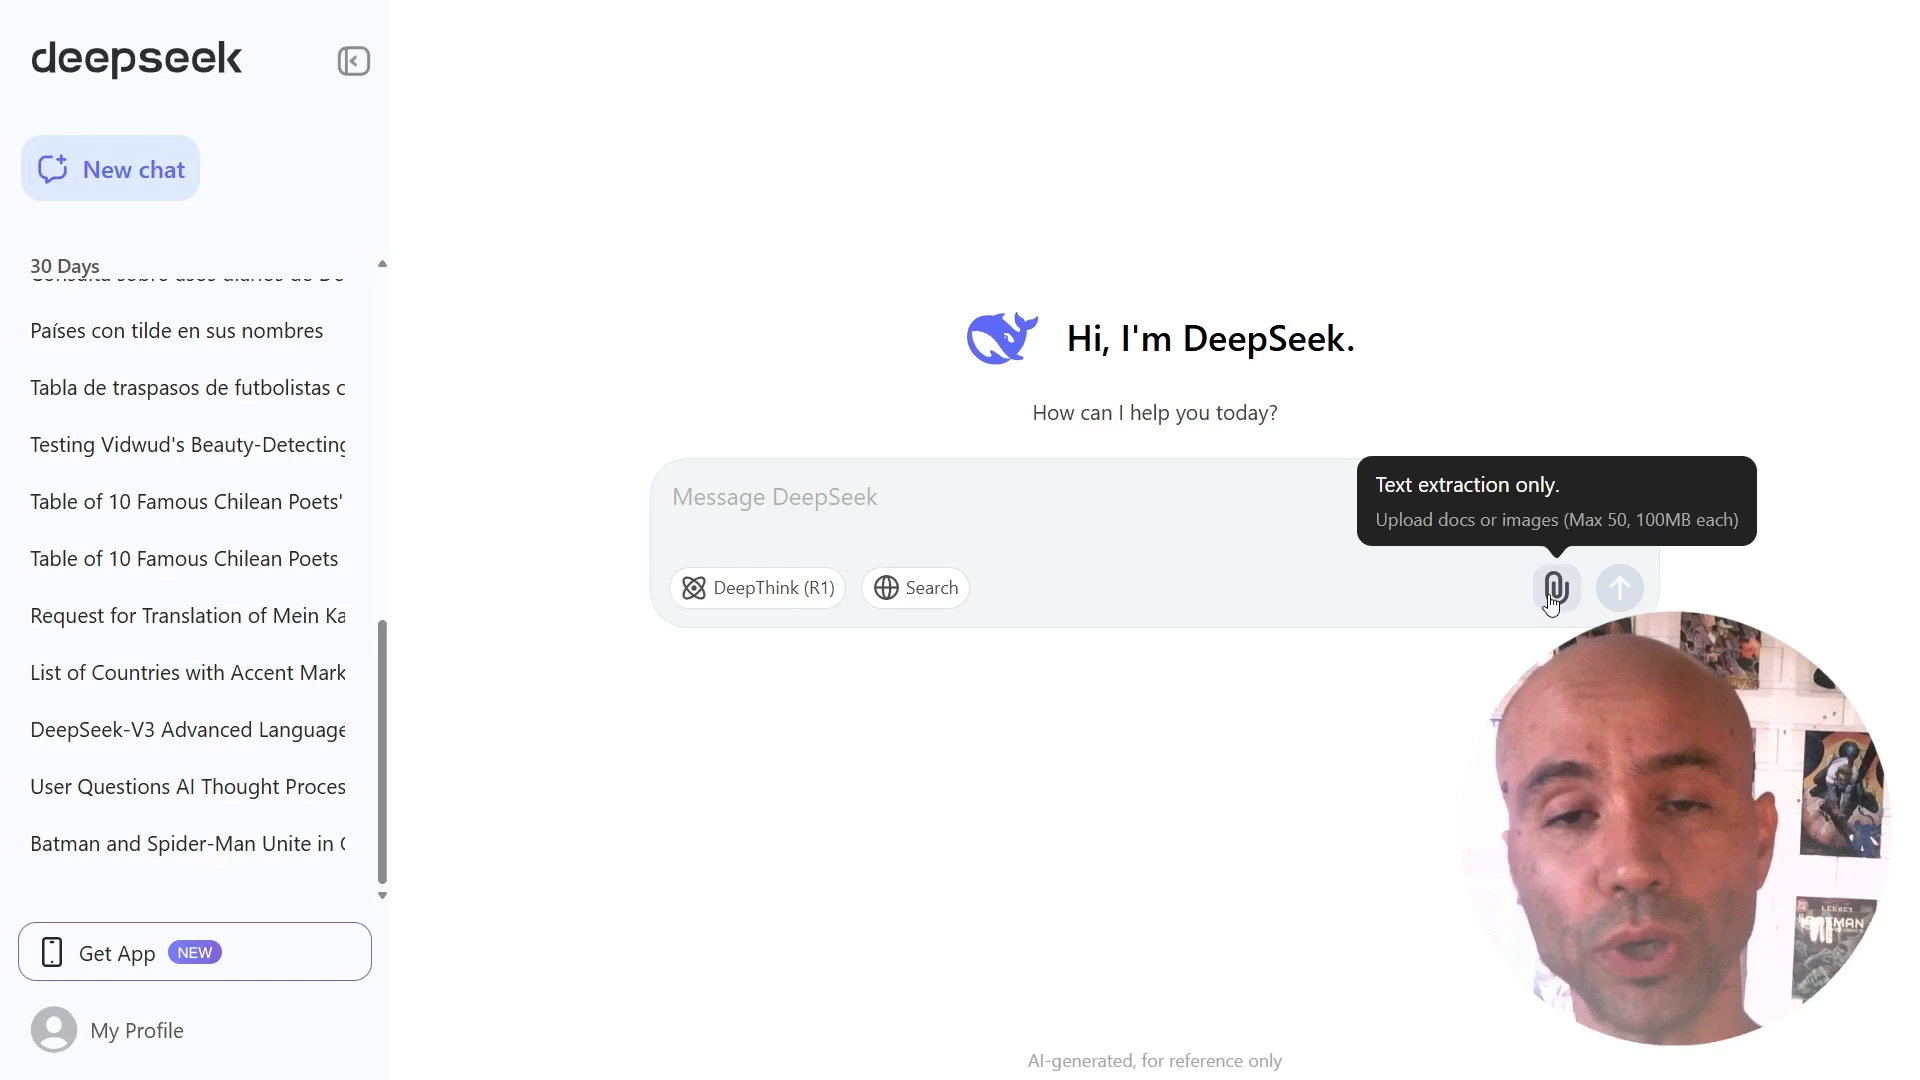 deepseek
New chat
30 Days
Países con tilde en sus nombres
Tabla de traspasos de futbolistas c
Testing Vidwud's Beauty-Detecting
Table of 10 Famous Chilean Poets'
Table of 10 Famous Chilean Poets
Request for Translation of Mein Ka
List of Countries with Accent Mark
DeepSeek-V3 Advanced Language
User Questions AI Thought Proces
Batman and Spider-Man Unite in
Get App NEW
My Profile
Hi, I'm DeepSeek.
How can I help you today?
Message DeepSeek
Text extraction only.
Upload docs or images (Max 50, 100MB each)
DeepThink (R1) Search
AI-generated, for reference only